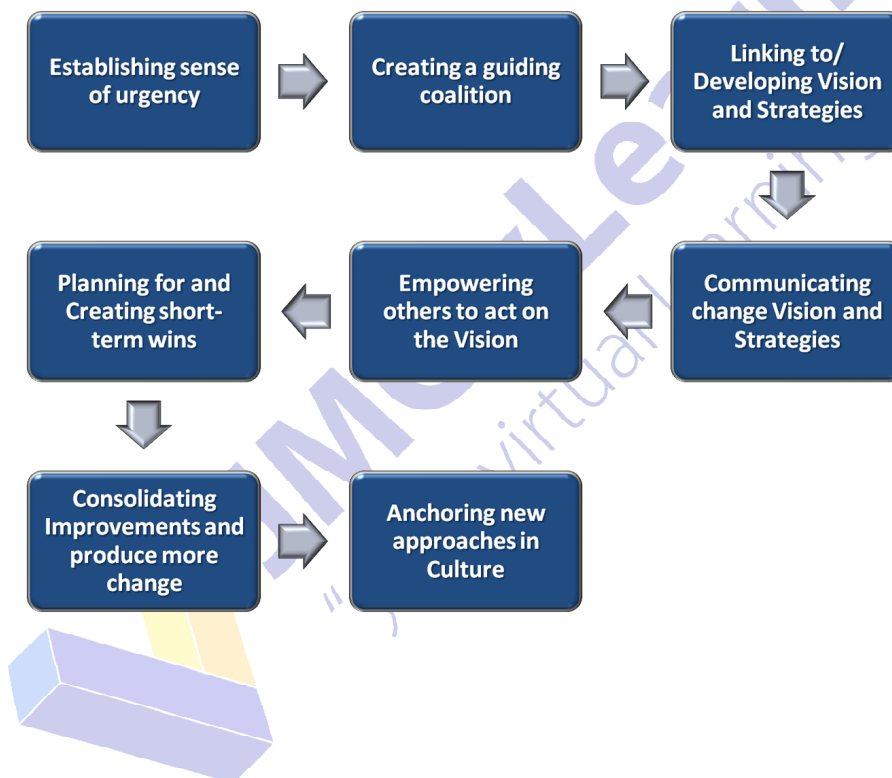 Establishing sense
of urgency
Creating a guiding
coalition
Linking to/
Developing Vision
and Strategies
Communicating
change Vision and
Strategies
Empowering
others to act on
the Vision
Planning for and
Creating short-
term wins
Consolidating
Improvements and
produce more
change
Anchoring new
approaches in
Culture
virtual learning